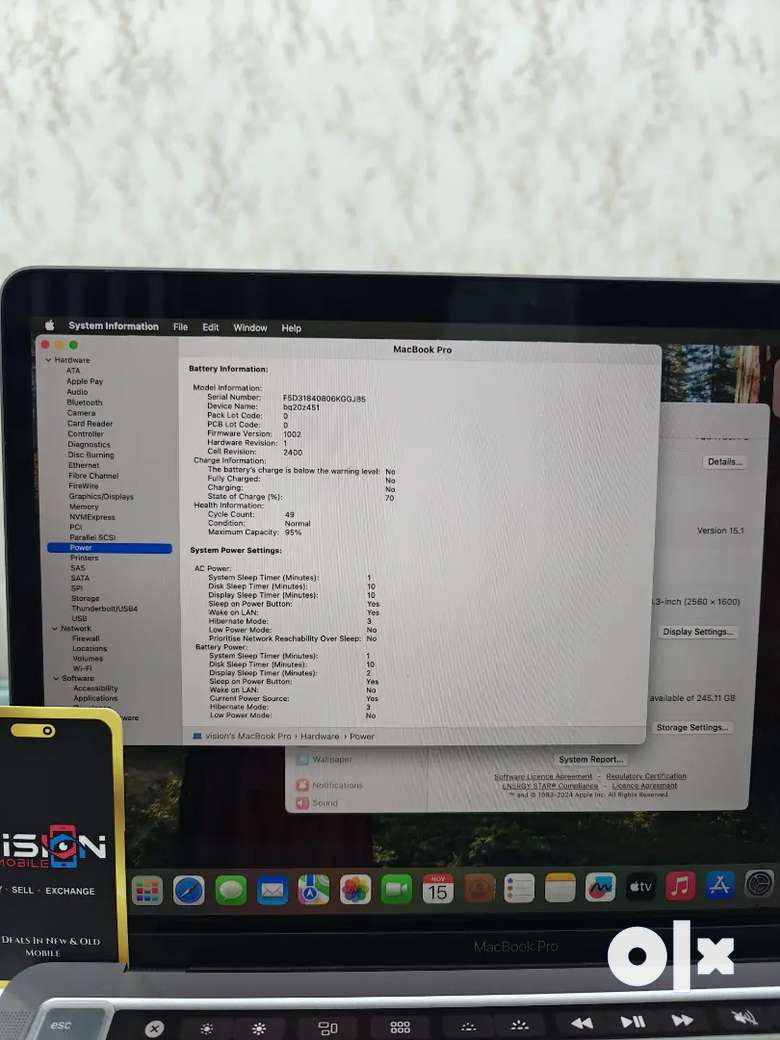 System Information File Edit Window Help
MacBook Pro
Hardware
ATA
Apple Pay
Audio
Bluetooth
Camera
Card Reader
Controller
Diagnostics
Disc Burning
Ethernet
Fibre Channel
FireWire
Graphics/Displays
Memory
NVMExpress
PCI
Parallel SCSI
Power
Printers
SAS
SATA
SPI
Storage
Thunderbolt/USB4
USB
Network
Firewall
Locations
Volumes
Wi-Fi
Software
Accessibility
Applications
Battery Information:
Model Information:
Serial Number: F5D31840806KGGJ85
Device Name: bq20z451
Pack Lot Code: 0
PCB Lot Code: 0
Firmware Version: 1002
Hardware Revision: 1
Cell Revision: 2400
Charge Information:
The battery's charge is below the warning level: No
Fully Charged: No
Charging: No
State of Charge (%): 70
Health Information:
Cycle Count: 49
Condition: Normal
Maximum Capacity: 95%
System Power Settings:
AC Power:
System Sleep Timer (Minutes): 1
Disk Sleep Timer (Minutes): 10
Display Sleep Timer (Minutes): 10
Sleep on Power Button: Yes
Wake on LAN: Yes
Hibernate Mode: 3
Low Power Mode: No
Prioritise Network Reachability Over Sleep: No
Battery Power:
System Sleep Timer (Minutes): 1
Disk Sleep Timer (Minutes): 10
Display Sleep Timer (Minutes): 2
Sleep on Power Button: Yes
Wake on LAN: No
Current Power Source: Yes
Hibernate Mode: 3
Low Power Mode: No
vision's MacBook Pro › Hardware › Power
Details...
Version 15.1
.3-inch (2560 × 1600)
Display Settings...
available of 245.11 GB
Storage Settings...
Wallpaper
Notifications
Sound
System Report...
Software Licence Agreement - Regulatory Certification
ENERGY STAR® Compliance - Licence Agreement
™ and © 1983-2024 Apple Inc. All Rights Reserved.
NOV
15
tv
MacBook Pro
ISION
MOBILE
· SELL · EXCHANGE
DEALS IN NEW & OLD
MOBILE
olx
esc